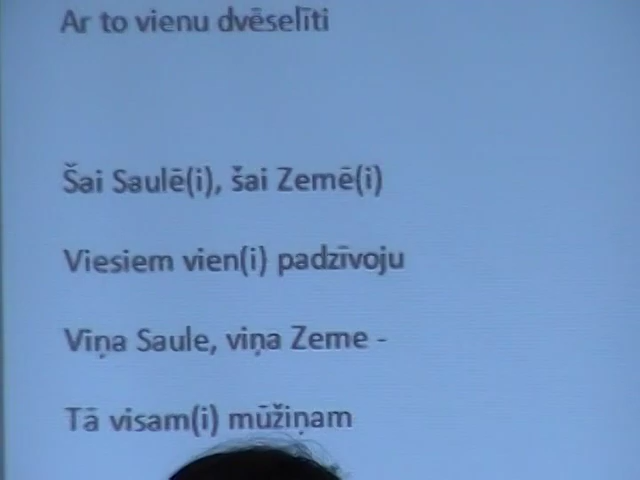 Ar to vienu dvēselīti
Šai Saulē(i), šai Zemē(i)
Viesiem vien(i) padzīvoju
Viņa Saule, viņa Zeme -
Tā visam(i) mūžiņam